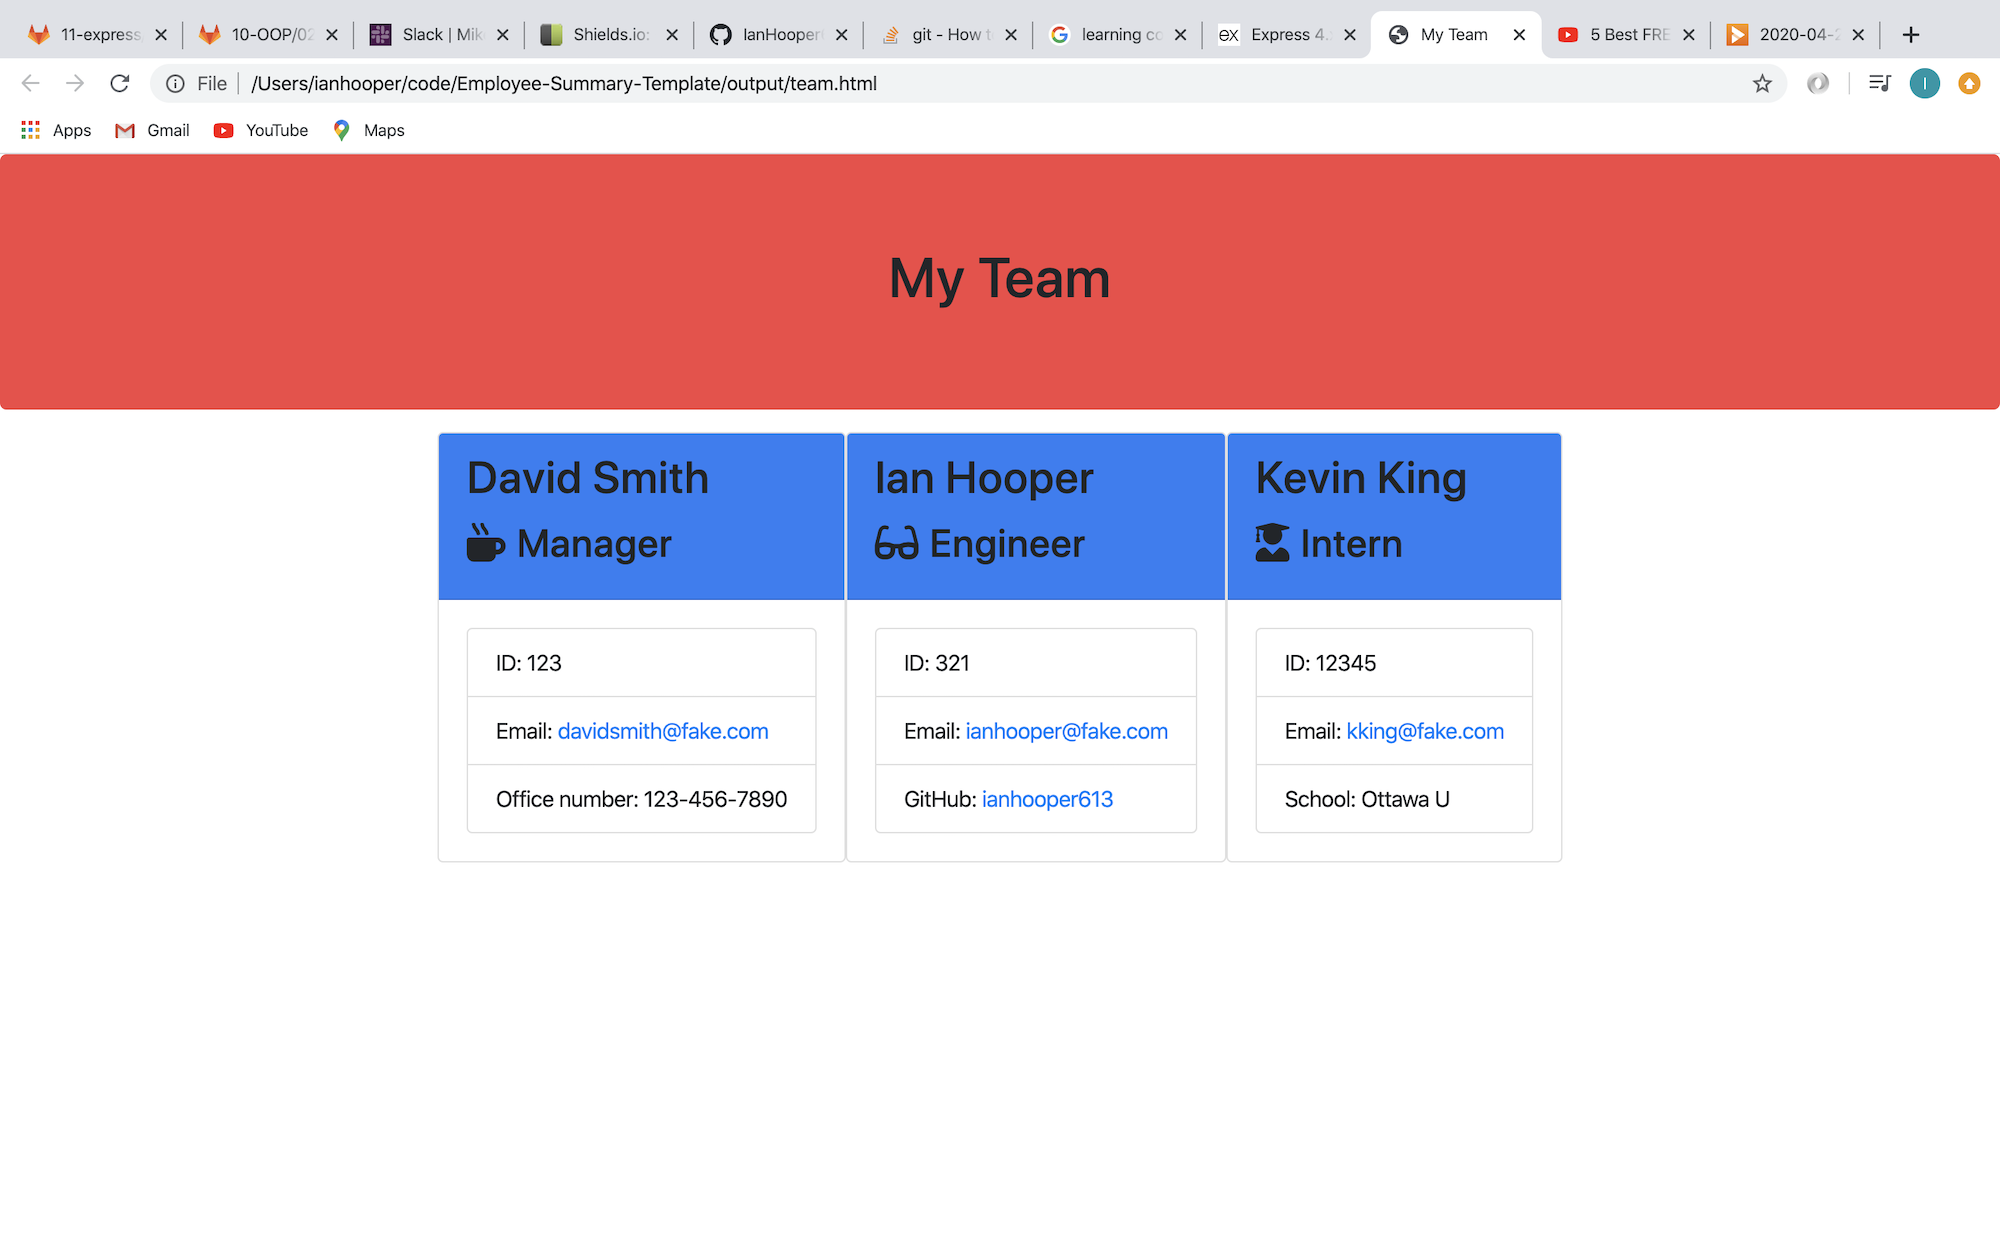 11-express 10-OOP/02 Slack | Mik Shields.io: IanHooper git - How t learning co EX Express 4. My Team 5 Best FRE 2020-04-2
File /Users/ianhooper/code/Employee-Summary-Template/output/team.html I
Apps Gmail YouTube Maps
My Team
David Smith
Manager
ID: 123
Email: davidsmith@fake.com
Office number: 123-456-7890
Ian Hooper
Engineer
ID: 321
Email: ianhooper@fake.com
GitHub: ianhooper613
Kevin King
Intern
ID: 12345
Email: kking@fake.com
School: Ottawa U